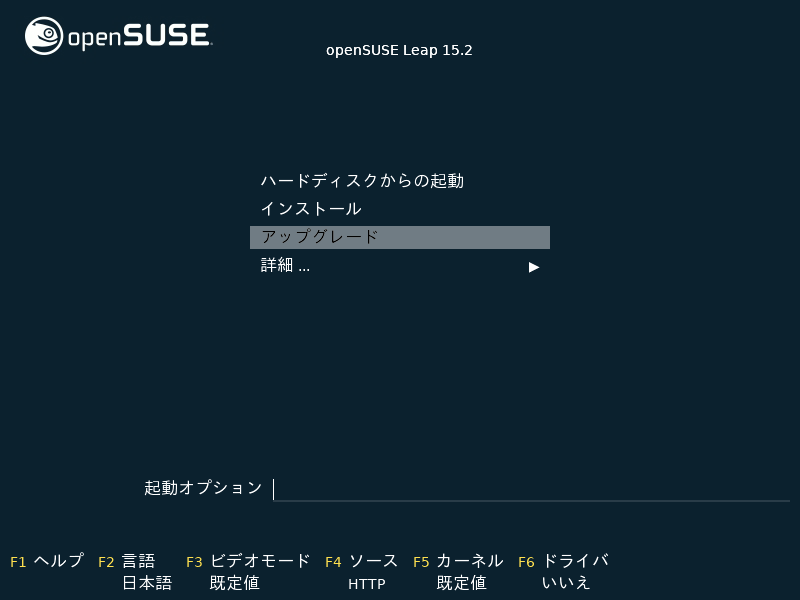 openSUSE
openSUSE Leap 15.2
ハードディスクからの起動
インストール
アップグレード
詳細 ...
起動オプション
F1 ヘルプ F2 言語 F3 ビデオモード F4 ソース F5 カーネル F6 ドライバ
日本語 既定値 HTTP 既定値 いいえ